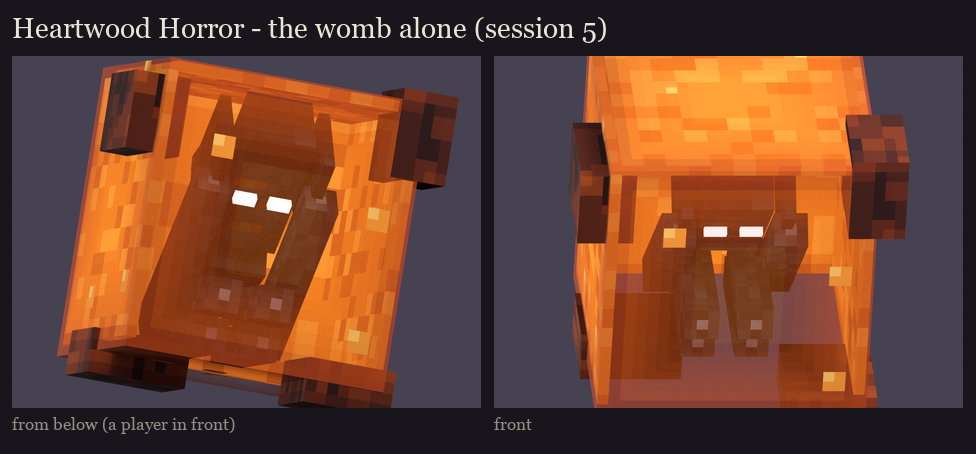 Heartwood Horror - the womb alone (session 5)
from below (a player in front)
front